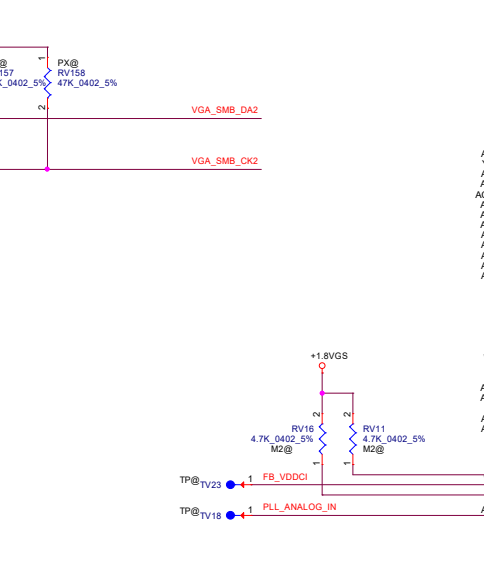 @
157
K_0402_5%
1
2
PX@
RV158
47K_0402_5%
VGA_SMB_DA2
VGA_SMB_CK2
+1.8VGS
2
2
RV16
4.7K_0402_5%
M2@
RV11
4.7K_0402_5%
M2@
1
1
TP@ TV23
1
FB_VDDCI
TP@ TV18
1
PLL_ANALOG_IN